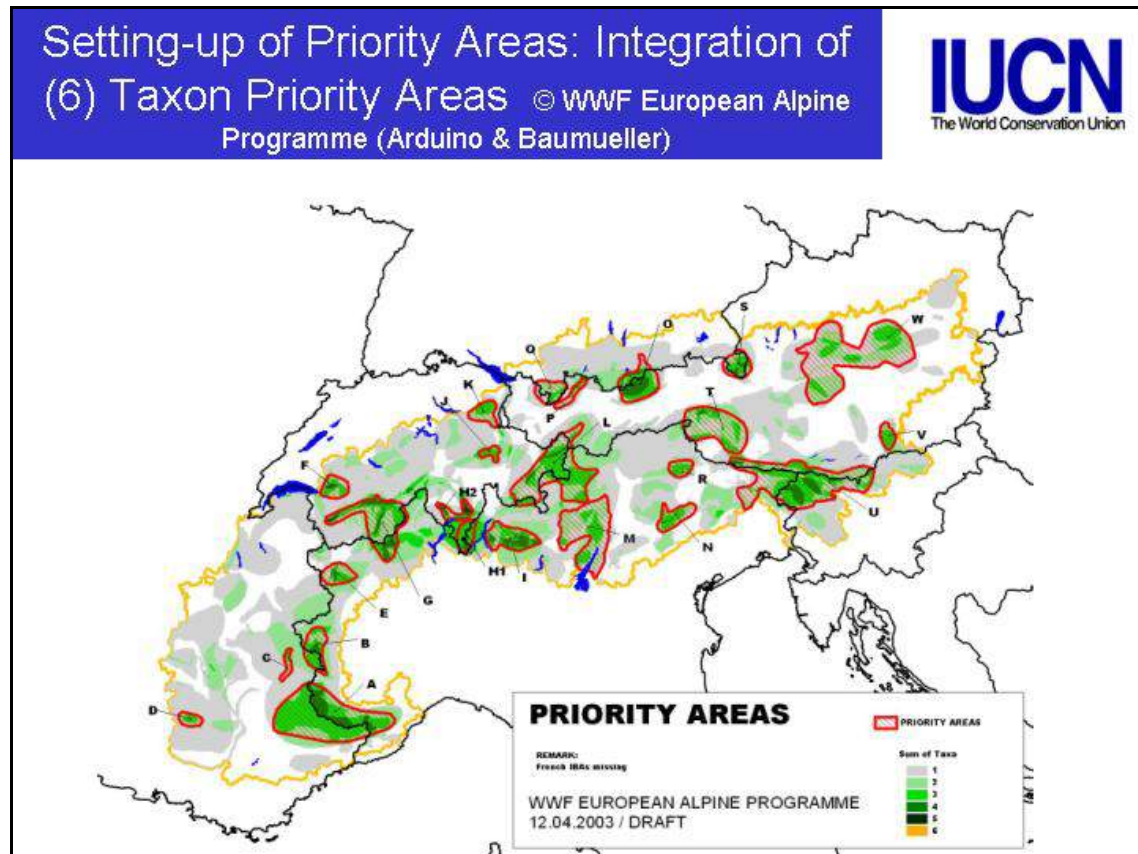 Setting-up of Priority Areas: Integration of
(6) Taxon Priority Areas © WWF European Alpine
Programme (Arduino & Baumueller)
IUCN
The World Conservation Union
S
O
W
Q
K
T
J
P
L
V
F
H2
R
U
M
N
H1
I
G
E
B
C
A
D
PRIORITY AREAS
PRIORITY AREAS
REMARK:
French IBAs missing
Sum of Taxa
1
2
3
4
5
6
WWF EUROPEAN ALPINE PROGRAMME
12.04.2003 / DRAFT